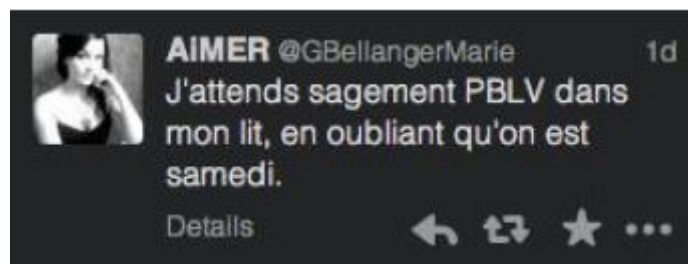 AiMER @GBellangerMarie 1d
J'attends sagement PBLV dans
mon lit, en oubliant qu'on est
samedi.
Details